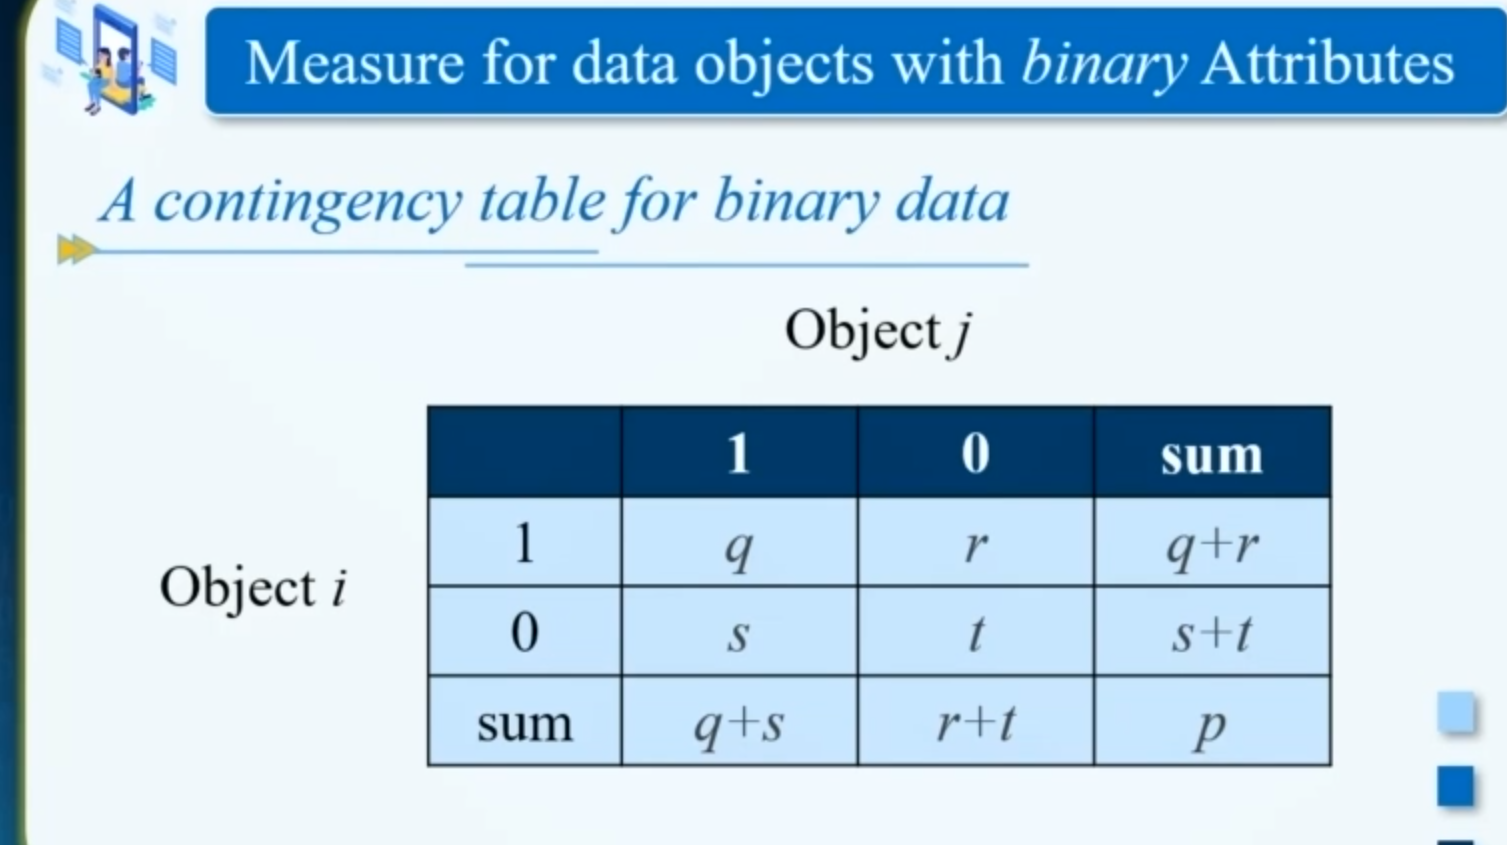 Measure for data objects with binary Attributes
A contingency table for binary data
Object j
1 0 sum
Object i
1 q r q+r
0 s t s+t
sum q+s r+t p